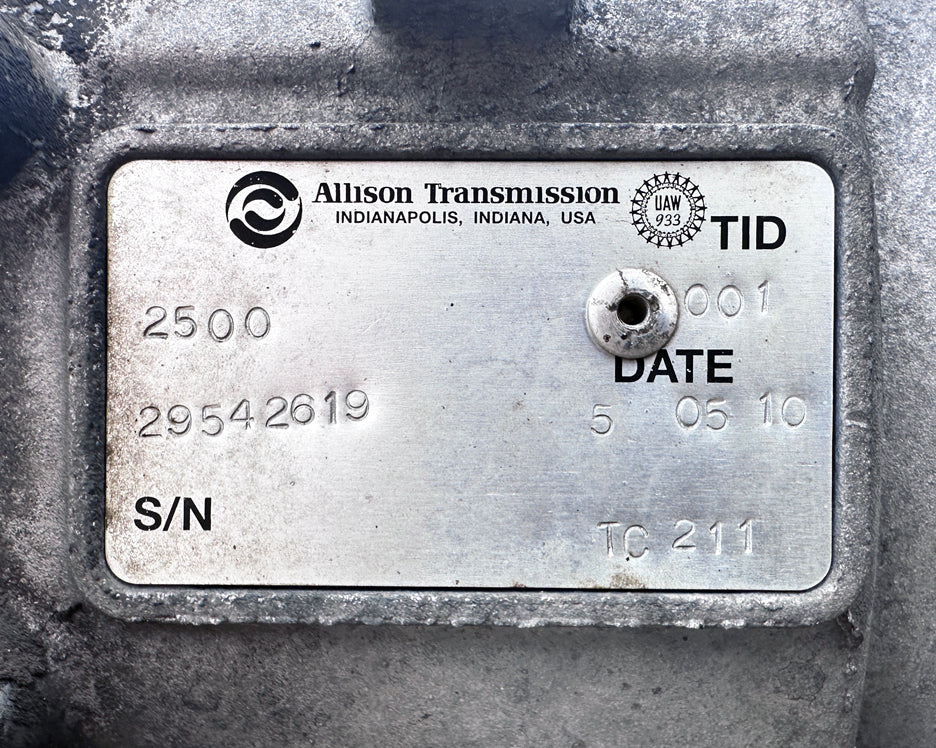 Allison Transmission
INDIANAPOLIS, INDIANA, USA
UAW
933
TID
2500
001
DATE
29542619
5 05 10
S/N
TC 211